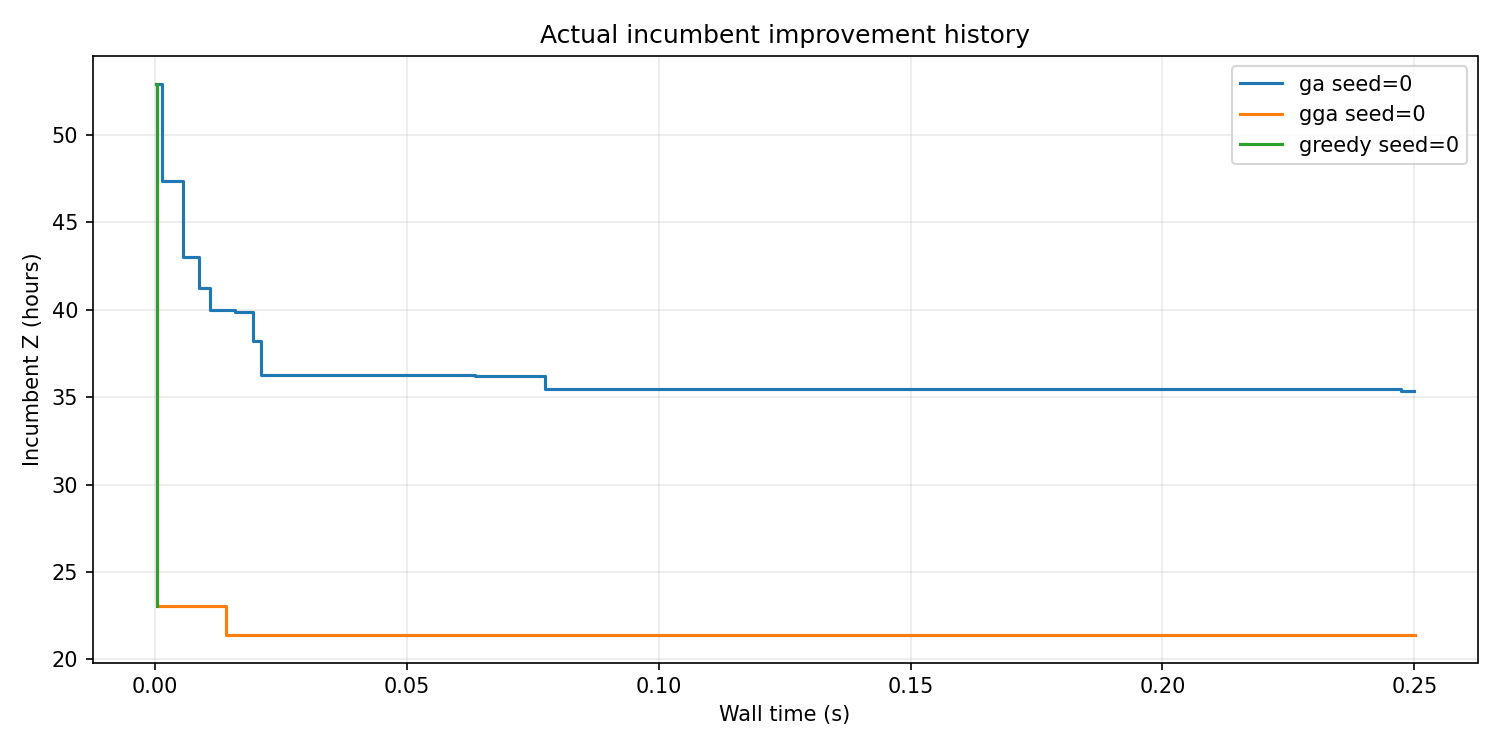 Actual incumbent improvement history
ga seed=0
gga seed=0
greedy seed=0
Incumbent Z (hours)
50
45
40
35
30
25
20
0.00
0.05
0.10
0.15
0.20
0.25
Wall time (s)